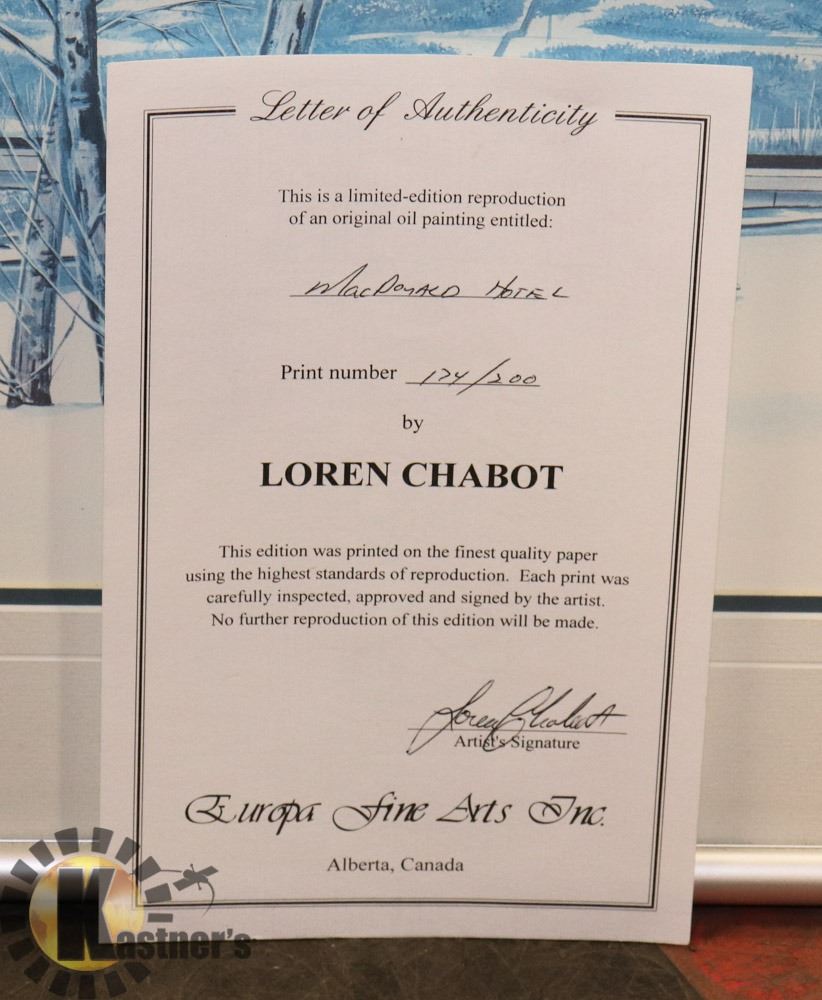 Letter of Authenticity
This is a limited-edition reproduction
of an original oil painting entitled:
MacDonald Hotel
Print number 174/200
by
LOREN CHABOT
This edition was printed on the finest quality paper
using the highest standards of reproduction. Each print was
carefully inspected, approved and signed by the artist.
No further reproduction of this edition will be made.
Loren Chabot
Artist's Signature
Europa Fine Arts Inc.
Alberta, Canada
Kastner's